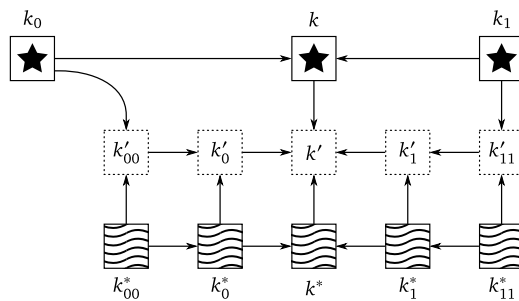 k₀ k k₁
k′₀₀ k′₀ k′ k′₁ k′₁₁
k*₀₀ k*₀ k* k*₁ k*₁₁